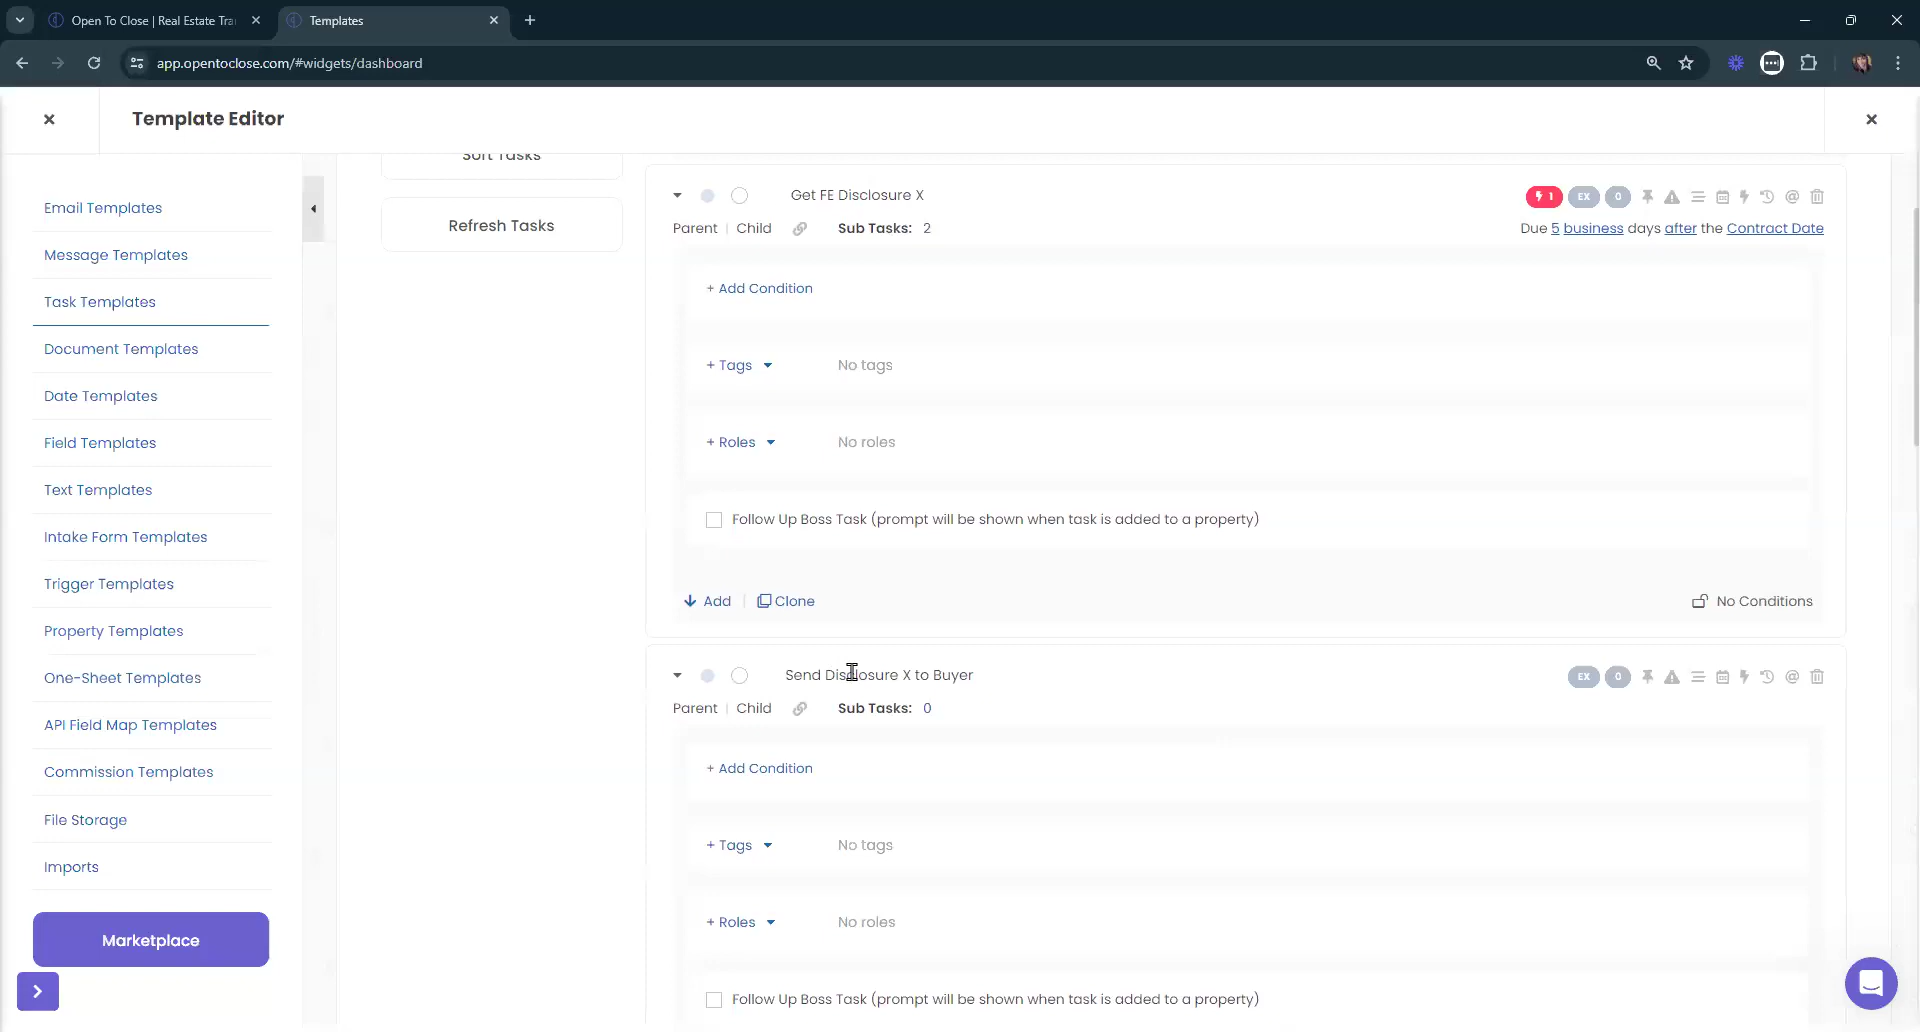 Open To Close | Real Estate Tra
Templates
app.opentoclose.com/#widgets/dashboard
Template Editor
Email Templates
Message Templates
Task Templates
Document Templates
Date Templates
Field Templates
Text Templates
Intake Form Templates
Trigger Templates
Property Templates
One-Sheet Templates
API Field Map Templates
Commission Templates
File Storage
Imports
Marketplace
Sort Tasks
Refresh Tasks
Get FE Disclosure X
1 EX 0
Parent | Child Sub Tasks: 2
Due 5 business days after the Contract Date
+ Add Condition
+ Tags No tags
+ Roles No roles
Follow Up Boss Task (prompt will be shown when task is added to a property)
Add | Clone
No Conditions
Send Disclosure X to Buyer
EX 0
Parent | Child Sub Tasks: 0
+ Add Condition
+ Tags No tags
+ Roles No roles
Follow Up Boss Task (prompt will be shown when task is added to a property)